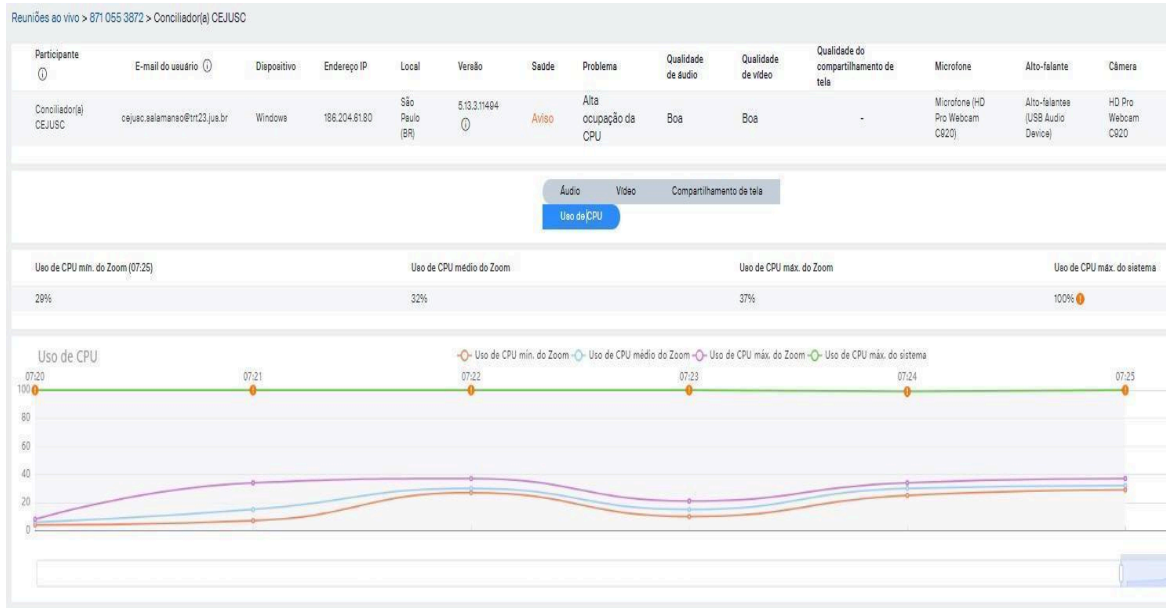 Reuniões ao vivo > 871 055 3872 > Conciliador(a) CEJUSC
Participante
E-mail do usuário
Dispositivo
Endereço IP
Local
Versão
Saúde
Problema
Qualidade
de áudio
Qualidade
de vídeo
Qualidade do
compartilhamento de
tela
Microfone
Alto-falante
Câmera
Conciliador(a)
CEJUSC
cejusc.salamanso@trt23.jus.br
Windows
186.204.61.80
São
Paulo
(BR)
5.13.3.11494
Aviso
Alta
ocupação da
CPU
Boa
Boa
-
Microfone (HD
Pro Webcam
C920)
Alto-falantes
(USB Audio
Device)
HD Pro
Webcam
C920
Áudio Vídeo Compartilhamento de tela
Uso de CPU
Uso de CPU mín. do Zoom (07:25)
Uso de CPU médio do Zoom
Uso de CPU máx. do Zoom
Uso de CPU máx. do sistema
29%
32%
37%
100%
Uso de CPU
Uso de CPU mín. do Zoom Uso de CPU médio do Zoom Uso de CPU máx. do Zoom Uso de CPU máx. do sistema
07:20 07:21 07:22 07:23 07:24 07:25
100
80
60
40
20
0